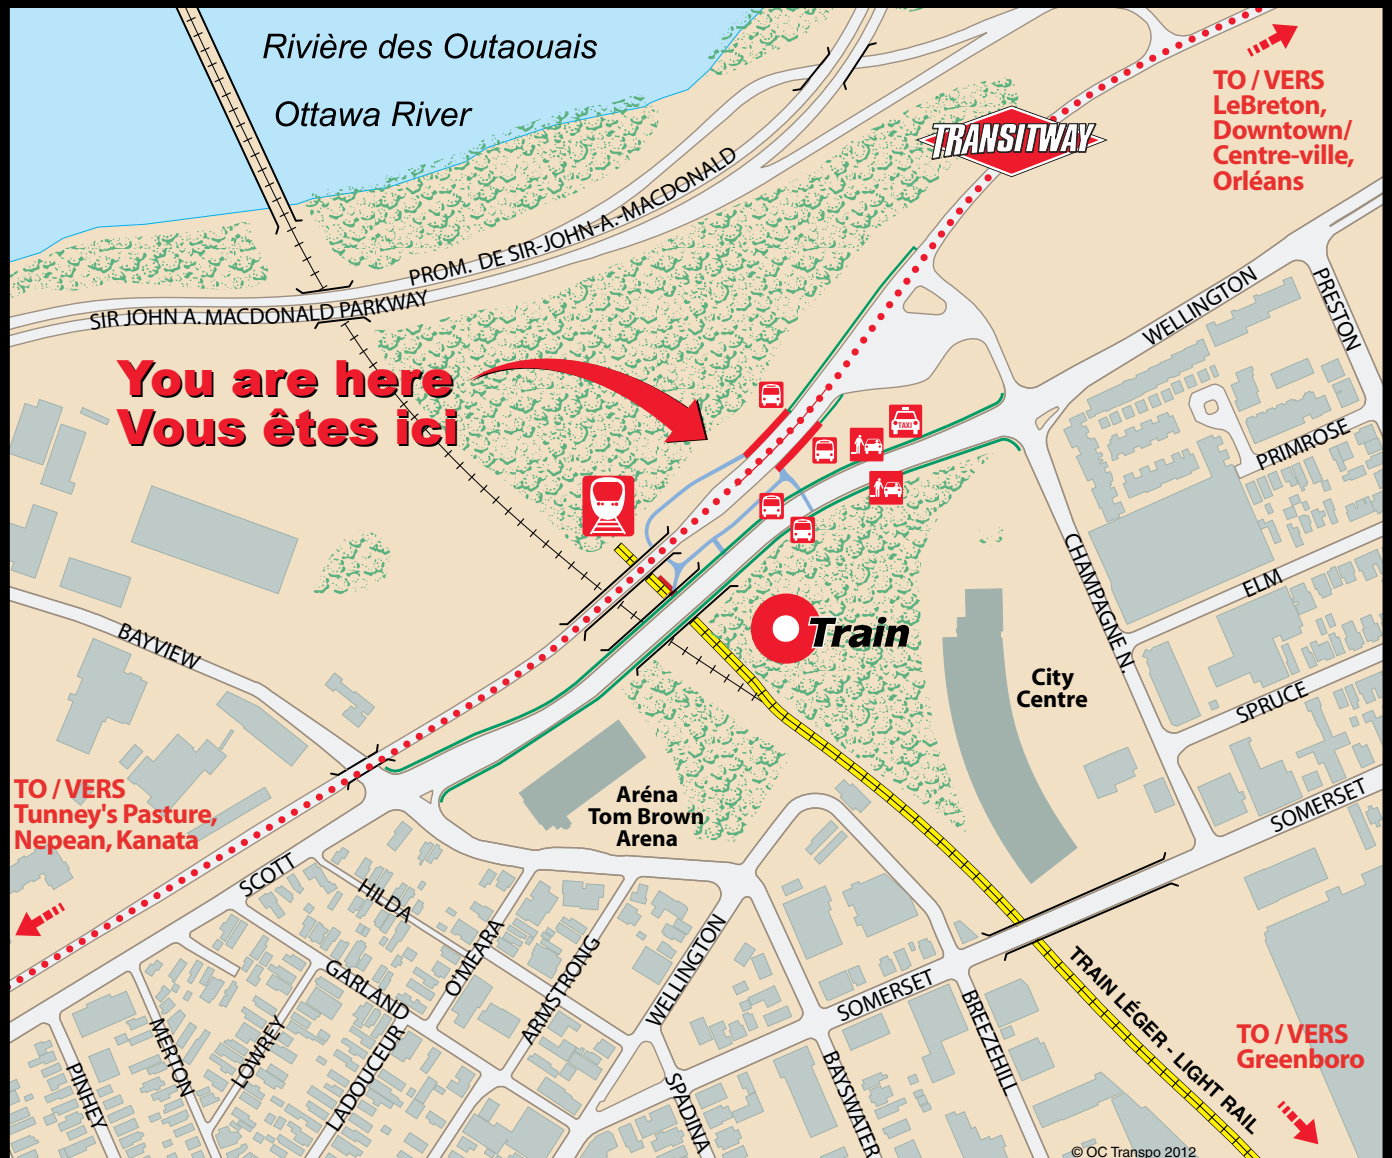 Rivière des Outaouais
Ottawa River
TO / VERS
LeBreton,
Downtown/
Centre-ville,
Orléans
TRANSITWAY
PROM. DE SIR-JOHN-A.-MACDONALD
SIR JOHN A. MACDONALD PARKWAY
WELLINGTON
PRESTON
You are here
Vous êtes ici
TAXI
PRIMROSE
CHAMPAGNE N.
ELM
BAYVIEW
Train
City
Centre
SPRUCE
TO / VERS
Tunney's Pasture,
Nepean, Kanata
Aréna
Tom Brown
Arena
SOMERSET
SCOTT
HILDA
GARLAND
O'MEARA
ARMSTRONG
WELLINGTON
SOMERSET
TRAIN LÉGER - LIGHT RAIL
BREEZEHILL
MERTON
LOWREY
LADOUCEUR
PINHEY
SPADINA
BAYSWATER
TO / VERS
Greenboro
© OC Transpo 2012